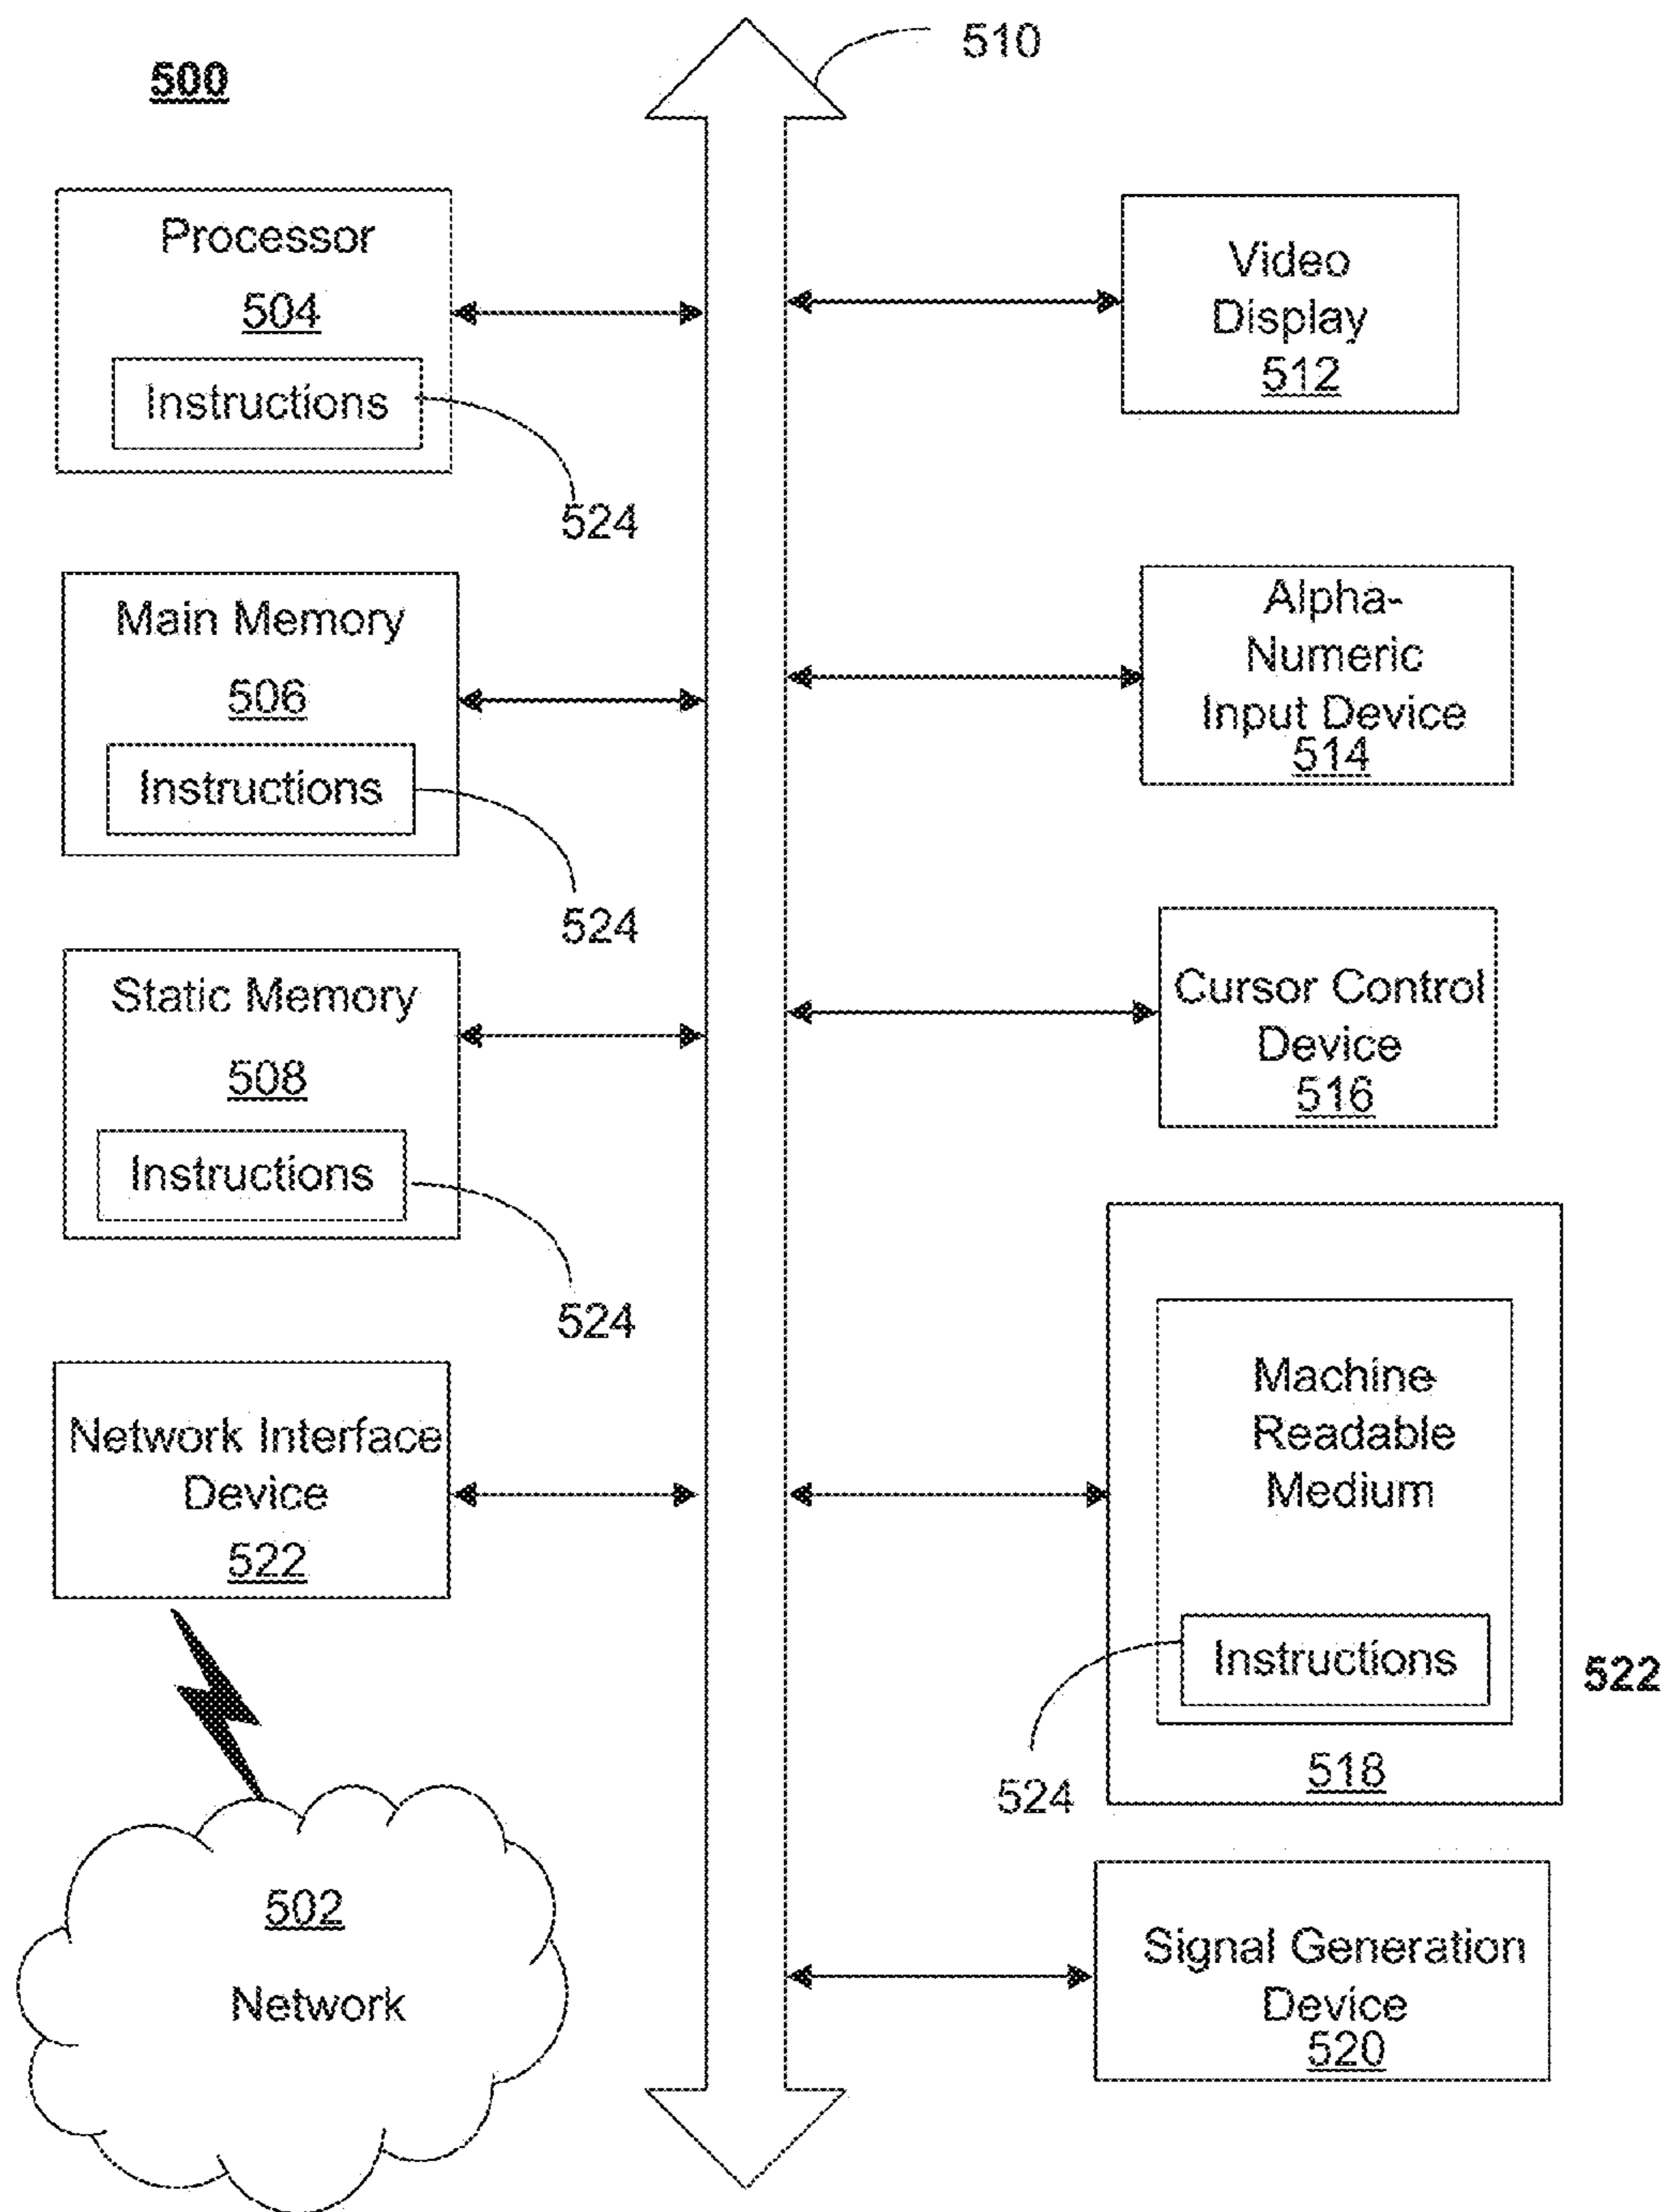 510
500
Processor
504
Instructions
524
Main Memory
506
Instructions
524
Static Memory
508
Instructions
524
Network Interface
Device
522
502
Network
Video
Display
512
Alpha-
Numeric
Input Device
514
Cursor Control
Device
516
Machine
Readable
Medium
Instructions
522
524
518
Signal Generation
Device
520